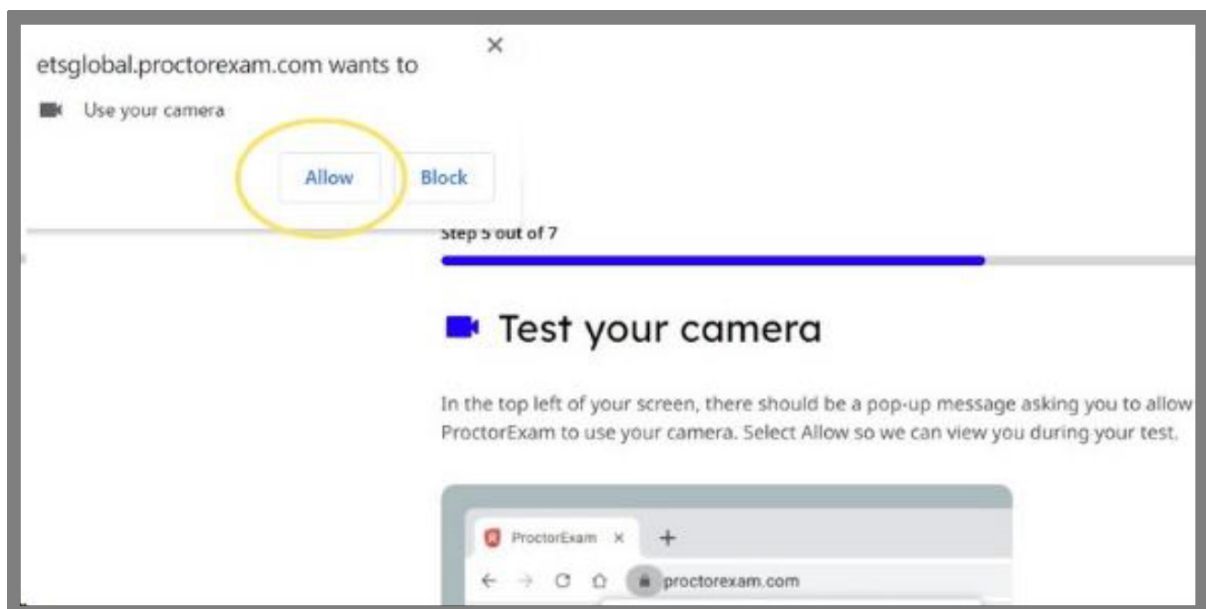 etsglobal.proctorexam.com wants to
Use your camera
Allow
Block
Step 5 out of 7
Test your camera
In the top left of your screen, there should be a pop-up message asking you to allow
ProctorExam to use your camera. Select Allow so we can view you during your test.
ProctorExam
proctorexam.com